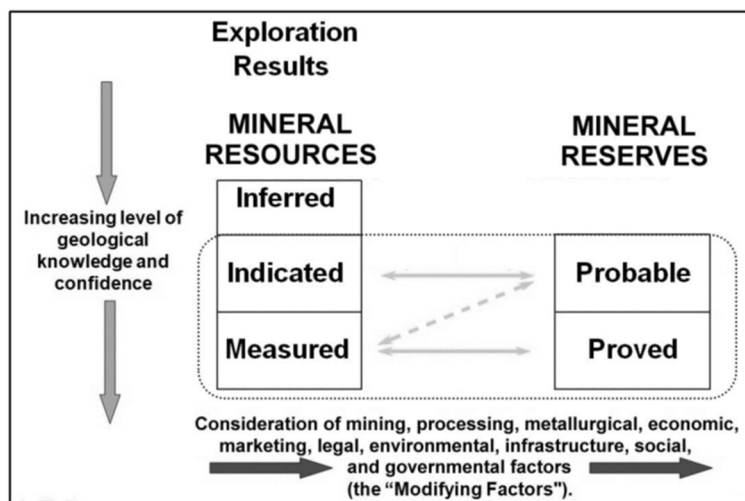 Exploration
Results
MINERAL
RESOURCES
MINERAL
RESERVES
Inferred
Increasing level of
geological
knowledge and
confidence
Indicated
Probable
Measured
Proved
Consideration of mining, processing, metallurgical, economic,
marketing, legal, environmental, infrastructure, social,
and governmental factors
(the “Modifying Factors").